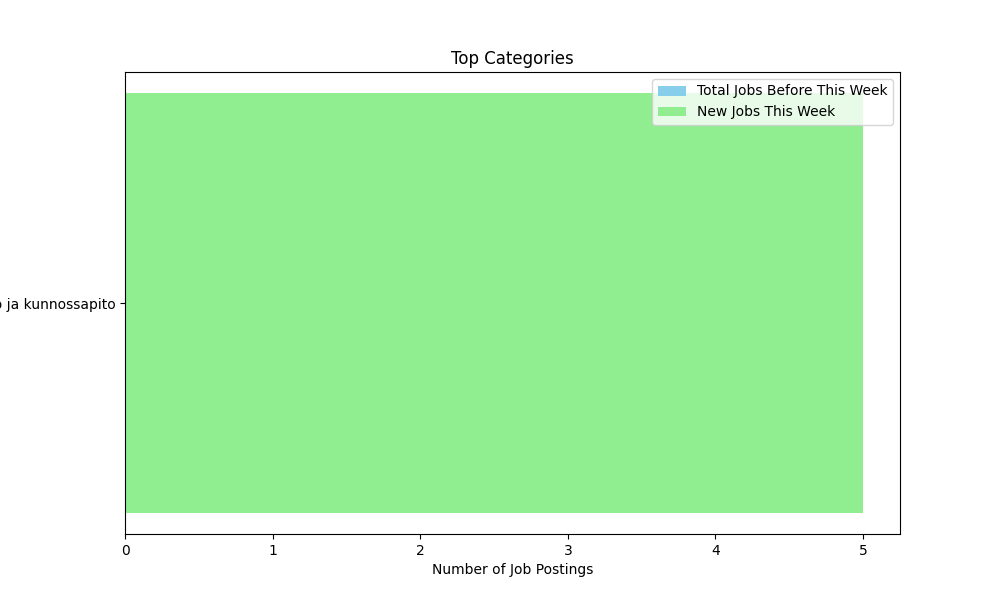 Top Categories
Total Jobs Before This Week
New Jobs This Week
ja kunnossapito
0 1 2 3 4 5
Number of Job Postings